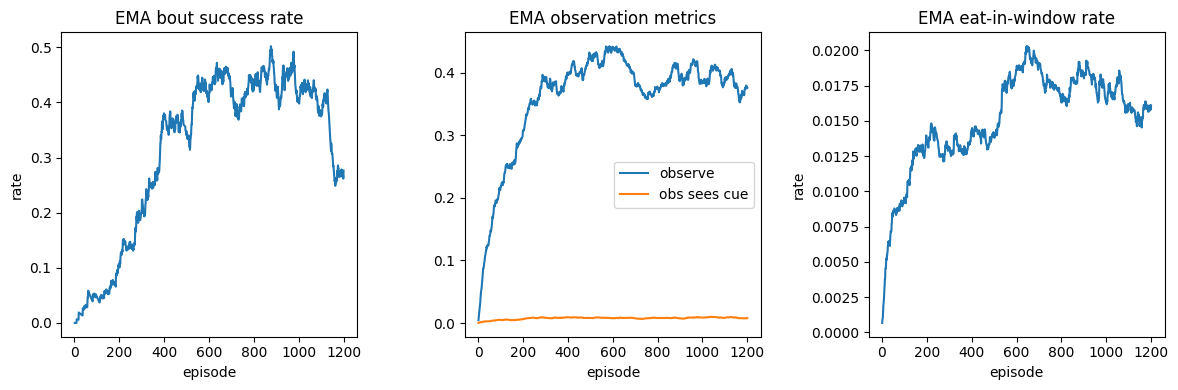 EMA bout success rate
0.5
0.4
0.3
0.2
0.1
0.0
rate
0 200 400 600 800 1000 1200
episode
EMA observation metrics
0.4
0.3
0.2
0.1
0.0
observe
obs sees cue
0 200 400 600 800 1000 1200
episode
EMA eat-in-window rate
0.0200
0.0175
0.0150
0.0125
0.0100
0.0075
0.0050
0.0025
0.0000
rate
0 200 400 600 800 1000 1200
episode